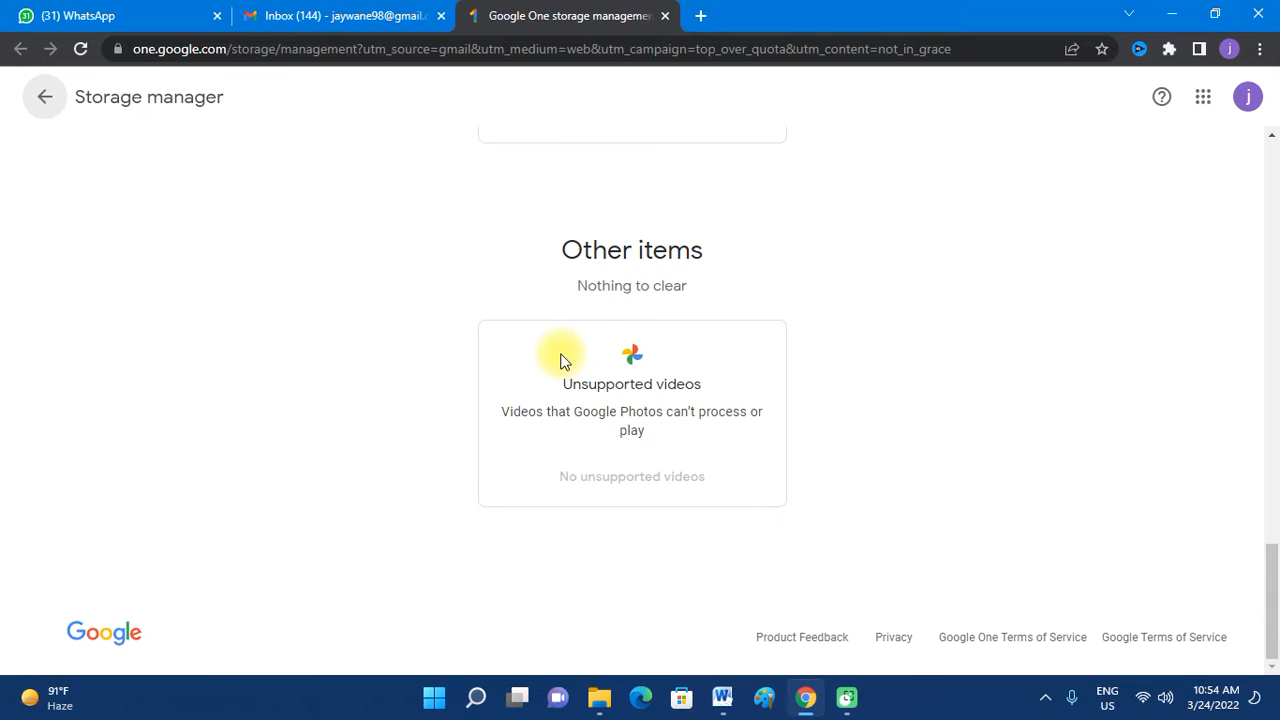 (31) WhatsApp
Inbox (144) - jaywane98@gmail.c
Google One storage managemen
one.google.com/storage/management?utm_source=gmail&utm_medium=web&utm_campaign=top_over_quota&utm_content=not_in_grace
j
Storage manager
j
Other items
Nothing to clear
Unsupported videos
Videos that Google Photos can't process or
play
No unsupported videos
Google
Product Feedback
Privacy
Google One Terms of Service
Google Terms of Service
91°F
Haze
ENG
US
10:54 AM
3/24/2022